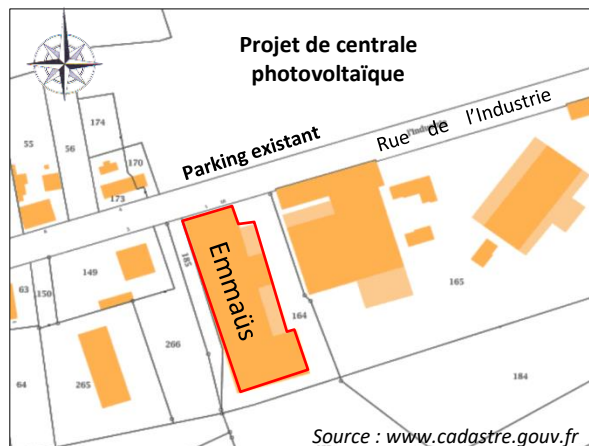 Projet de centrale
photovoltaïque
Rue de l'Industrie
l'Industrie
Parking existant
174
55
56
170
173
Emmaüs
185
149
63
150
164
165
266
64
265
184
Source : www.cadastre.gouv.fr